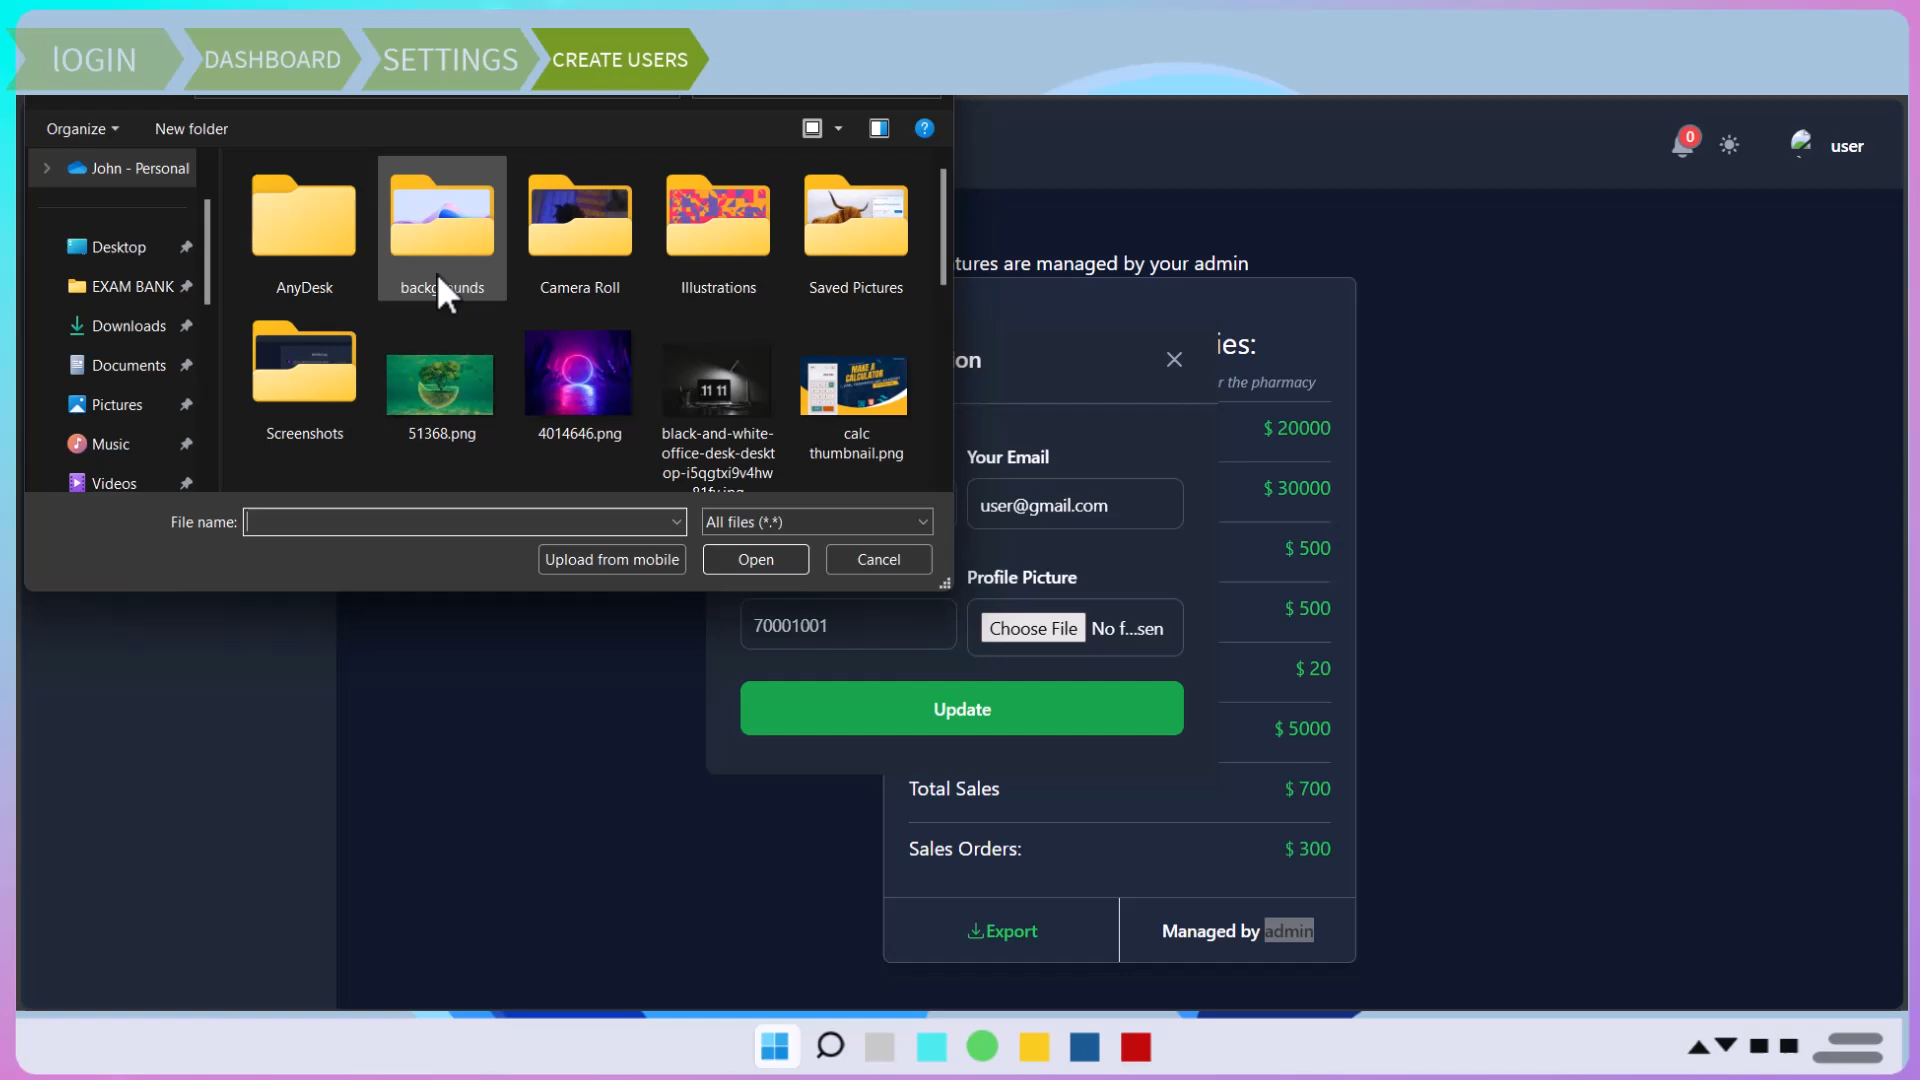 lOGIN
DASHBOARD
SETTINGS
CREATE USERS
Organize
New folder
0
user
John - Personal
Desktop
EXAM BANK
Downloads
Documents
Pictures
Music
Videos
AnyDesk
Camera Roll
Illustrations
Saved Pictures
Screenshots
51368.png
4014646.png
11 11
black-and-white-
office-desk-deskt
op-i5qgtxi9v4hw
calc
thumbnail.png
MAKE A
CALCULATOR
File name:
All files (*.*)
Upload from mobile
Open
Cancel
tures are managed by your admin
ies:
on
r the pharmacy
$ 20000
Your Email
$ 30000
user@gmail.com
$ 500
Profile Picture
$ 500
70001001
Choose File
No f...sen
$ 20
Update
$ 5000
Total Sales
$ 700
Sales Orders:
$ 300
Export
Managed by admin